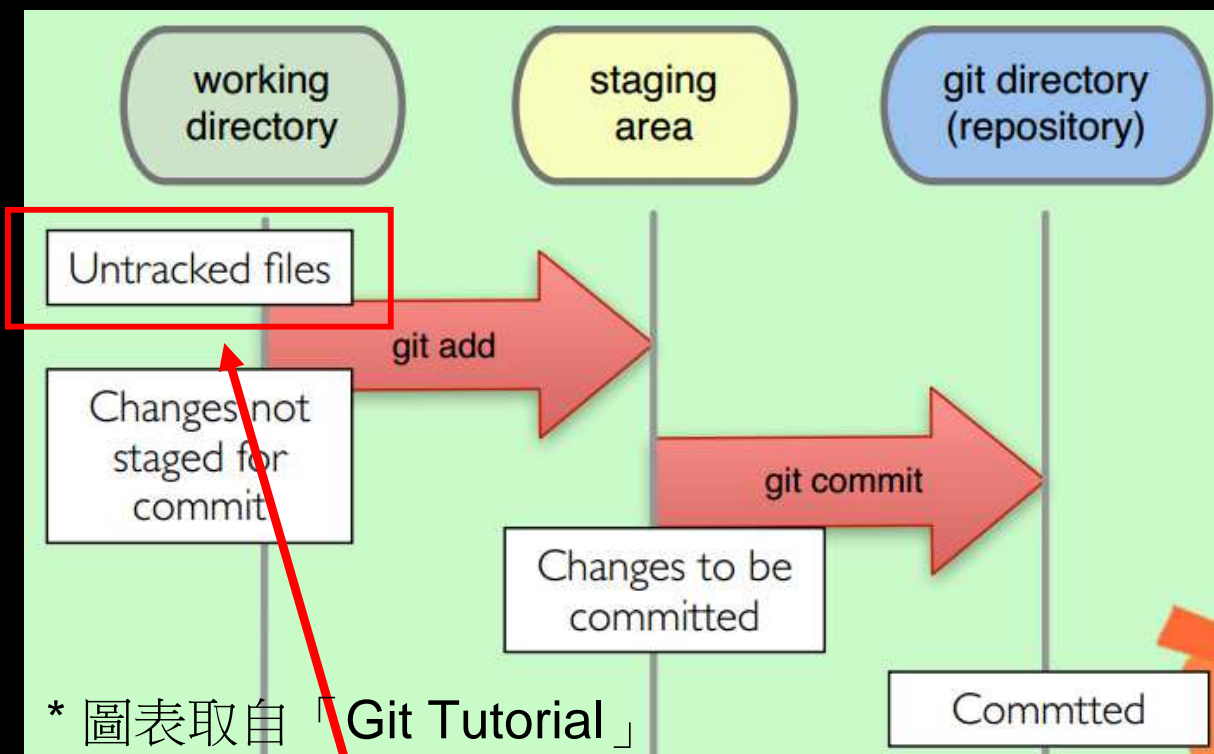 working
directory
staging
area
git directory
(repository)
Untracked files
git add
Changes not
staged for
commit
git commit
Changes to be
committed
Commtted
* 圖表取自「Git Tutorial」